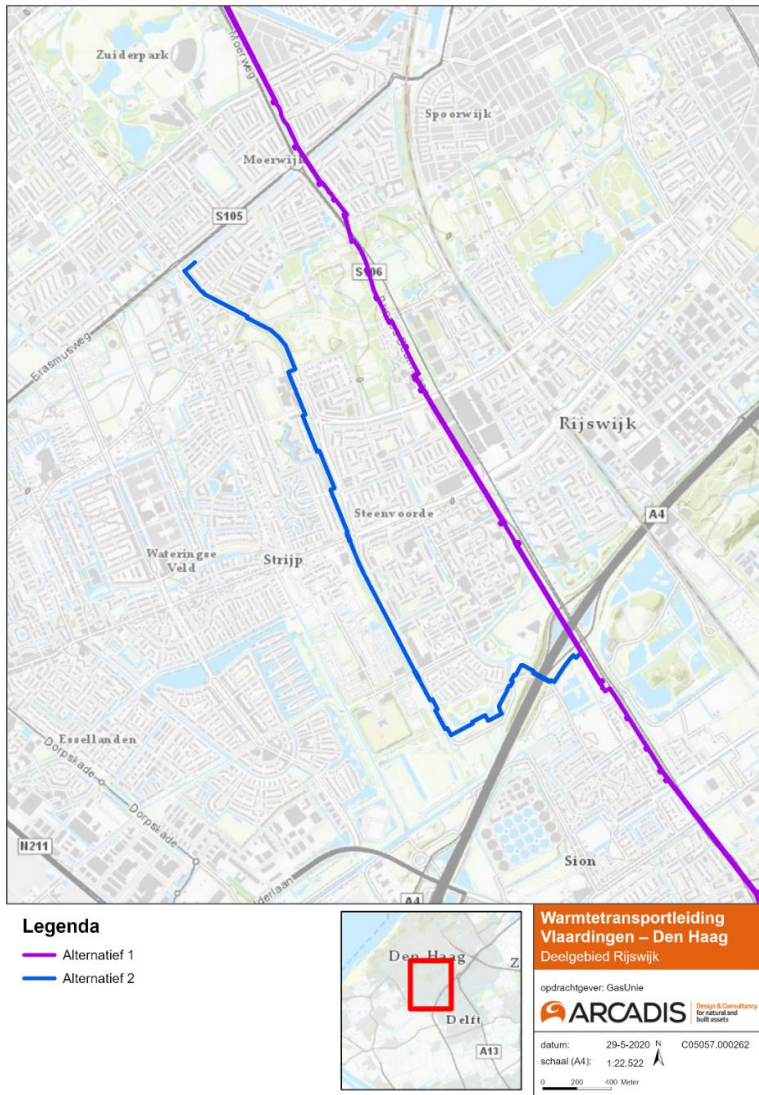 Zuiderpark
Moerweg
Spoorwijk
Moerwijk
S105
S106
Erasmusweg
Rijswijk
A4
Steenvoorde
Wateringse
Veld
Strijp
Essellanden
Dorpskade
Dorpskade
N211
Sion
A4
Legenda
Alternatief 1
Alternatief 2
Den Haag
Delft
A13
Warmtetransportleiding
Vlaardingen – Den Haag
Deelgebied Rijswijk
opdrachtgever: GasUnie
ARCADIS
Design & Consultancy
for natural and
built assets
datum: 29-5-2020 N C05057.000262
schaal (A4): 1:22.522
0 200 400 Meter